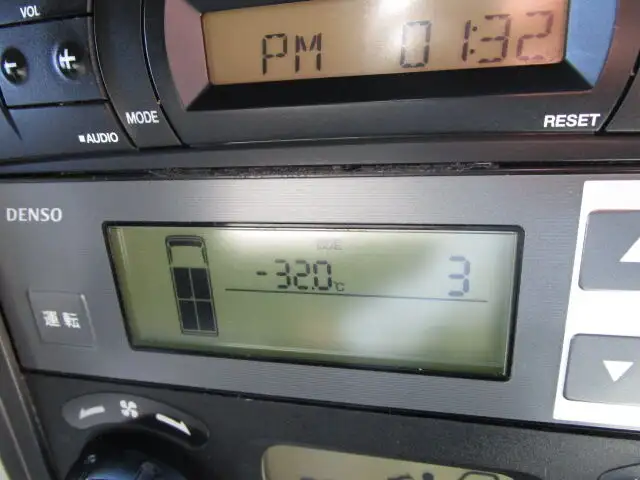 VOL
PM 01:32
MODE
■AUDIO
RESET
DENSO
-32.0℃ 3
運転